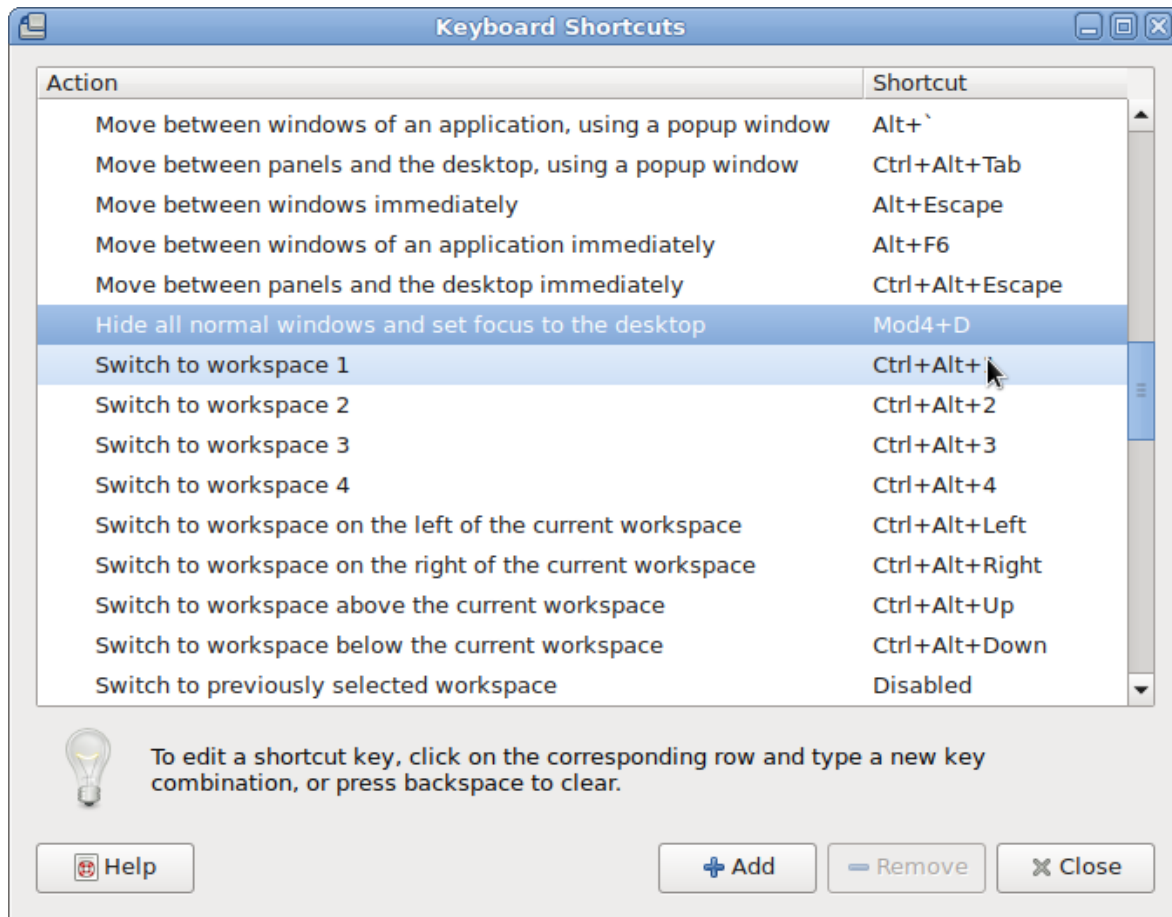 Keyboard Shortcuts
Action Shortcut
Move between windows of an application, using a popup window Alt+`
Move between panels and the desktop, using a popup window Ctrl+Alt+Tab
Move between windows immediately Alt+Escape
Move between windows of an application immediately Alt+F6
Move between panels and the desktop immediately Ctrl+Alt+Escape
Hide all normal windows and set focus to the desktop Mod4+D
Switch to workspace 1 Ctrl+Alt+
Switch to workspace 2 Ctrl+Alt+2
Switch to workspace 3 Ctrl+Alt+3
Switch to workspace 4 Ctrl+Alt+4
Switch to workspace on the left of the current workspace Ctrl+Alt+Left
Switch to workspace on the right of the current workspace Ctrl+Alt+Right
Switch to workspace above the current workspace Ctrl+Alt+Up
Switch to workspace below the current workspace Ctrl+Alt+Down
Switch to previously selected workspace Disabled
To edit a shortcut key, click on the corresponding row and type a new key
combination, or press backspace to clear.
Help Add Remove Close